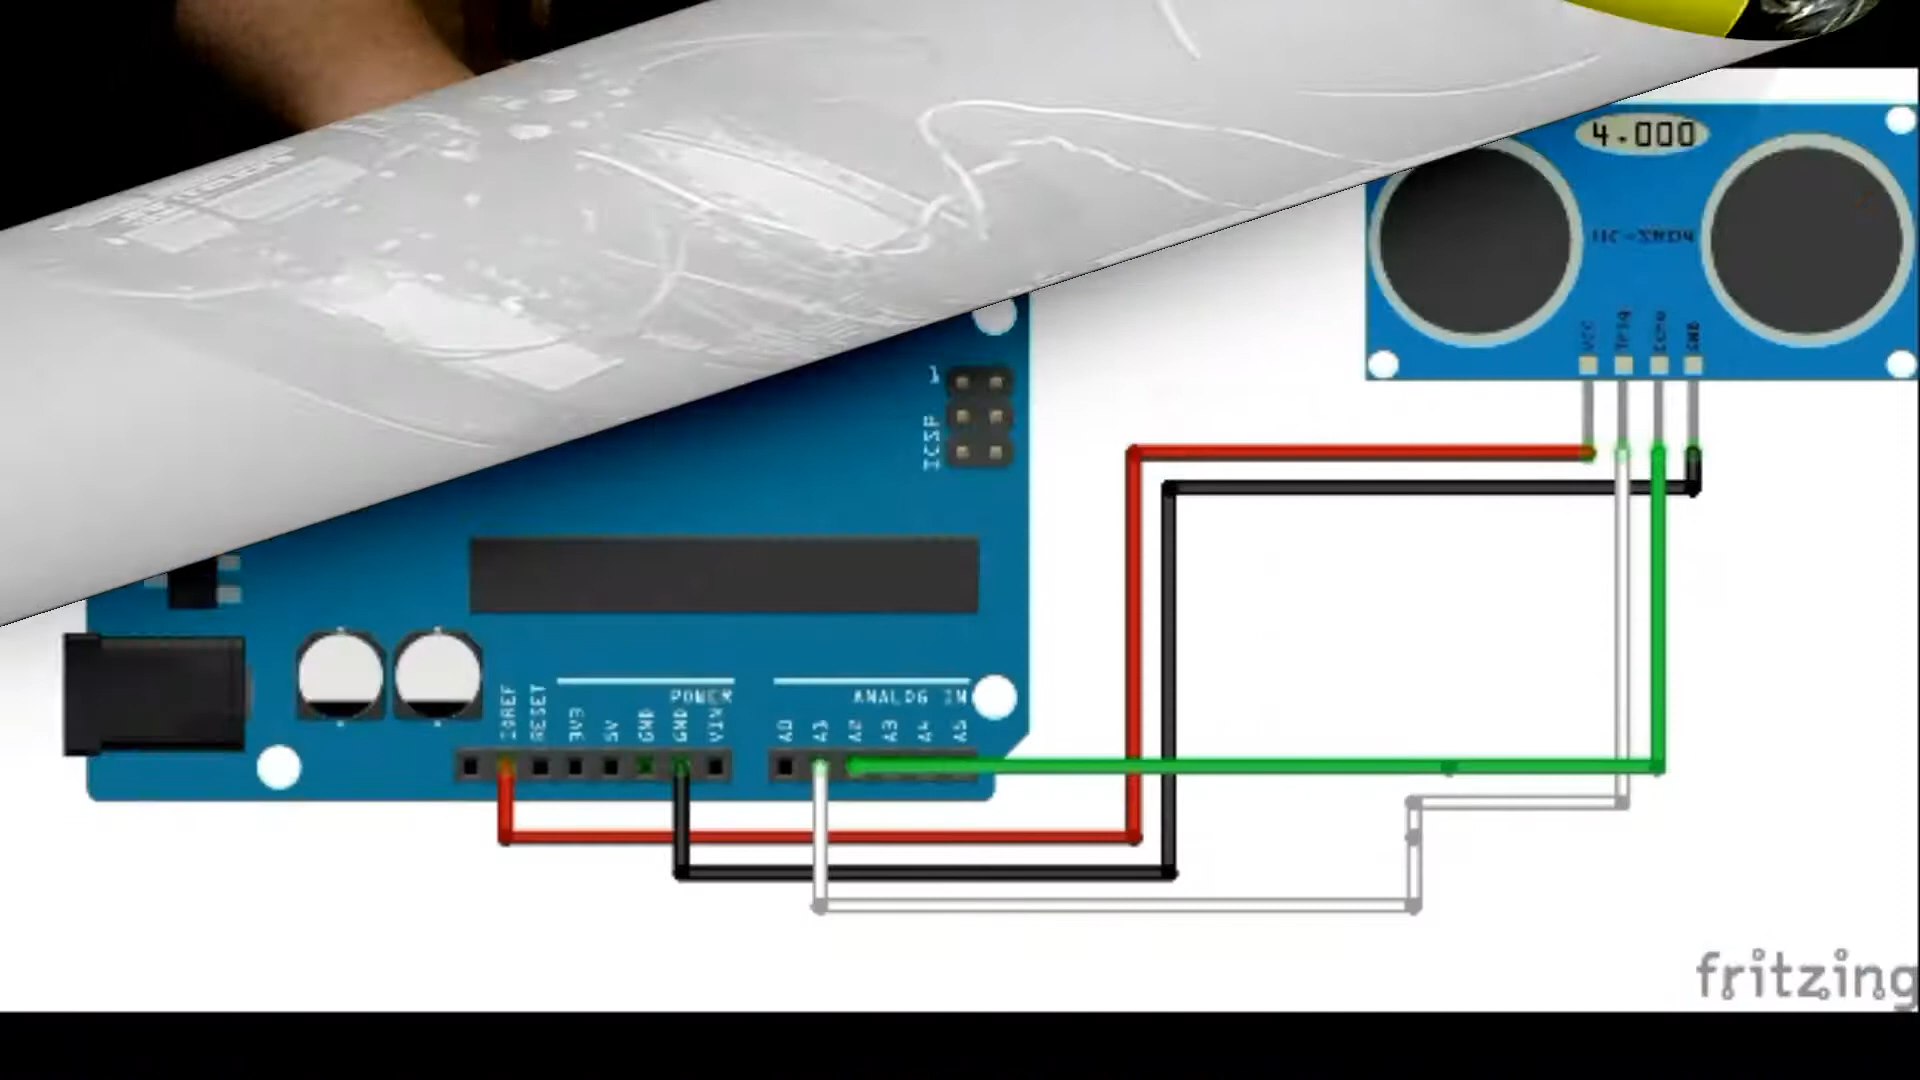 4.000
HC-SR04
VCC
Trig
Echo
GND
1
ICSP
POWER
ANALOG IN
IOREF
RESET
3V3
5V
GND
GND
VIN
A0
A1
A2
A3
A4
A5
fritzing